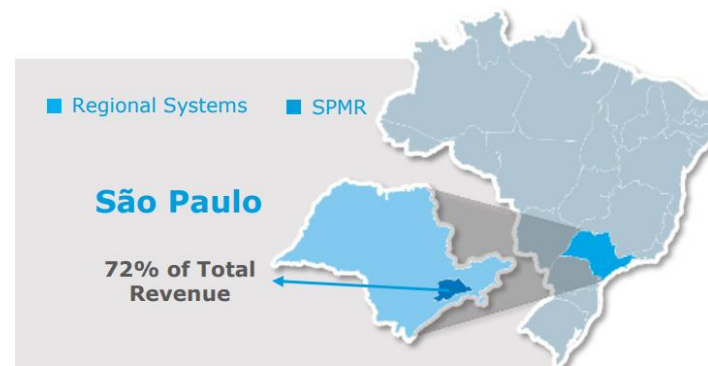 Regional Systems
SPMR
São Paulo
72% of Total
Revenue